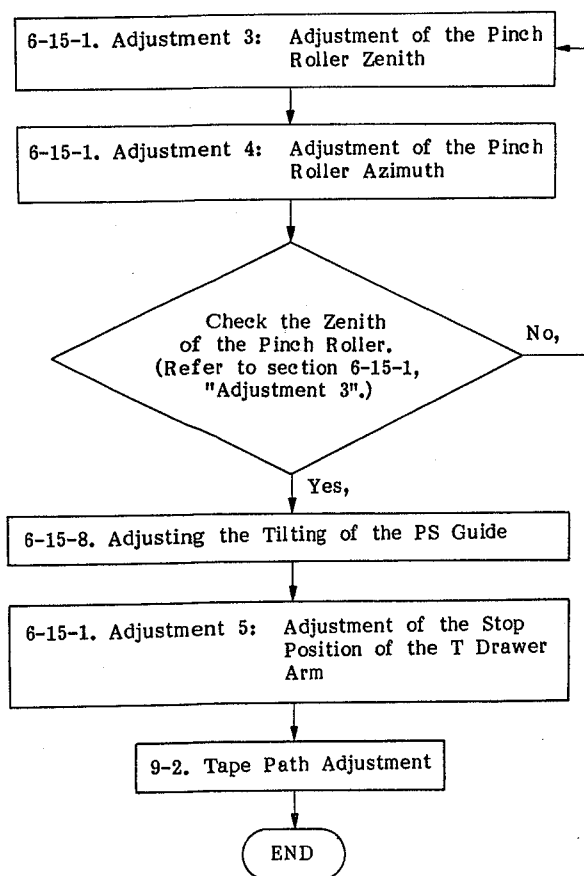 6-15-1. Adjustment 3: Adjustment of the Pinch
Roller Zenith
6-15-1. Adjustment 4: Adjustment of the Pinch
Roller Azimuth
Check the Zenith
of the Pinch Roller.
(Refer to section 6-15-1,
"Adjustment 3".)
No,
Yes,
6-15-8. Adjusting the Tilting of the PS Guide
6-15-1. Adjustment 5: Adjustment of the Stop
Position of the T Drawer
Arm
9-2. Tape Path Adjustment
END